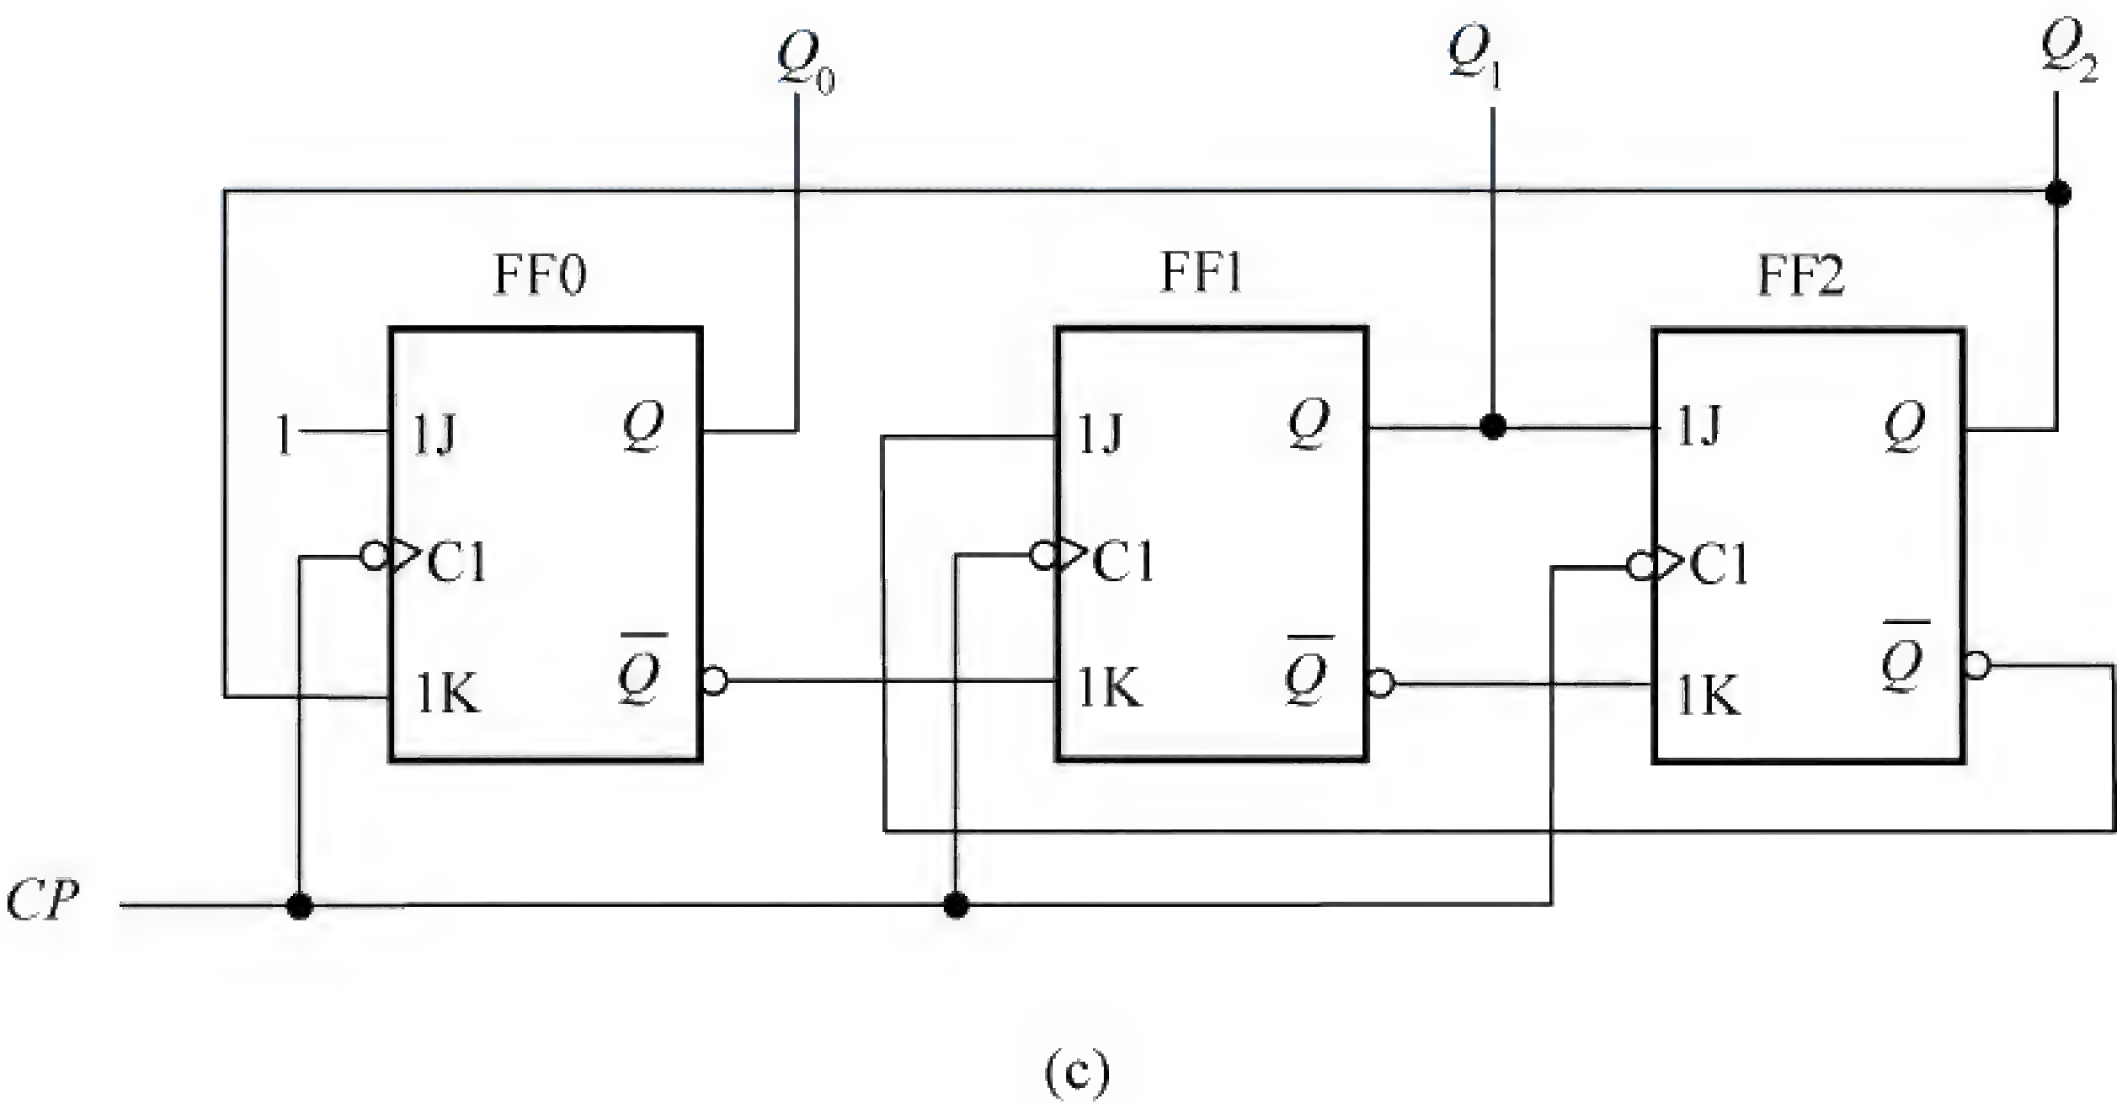 Q₀ Q₁ Q₂
FF0 FF1 FF2
1 1J Q 1J Q 1J Q
C1 C1 C1
1K Q̅ 1K Q̅ 1K Q̅
CP
(c)